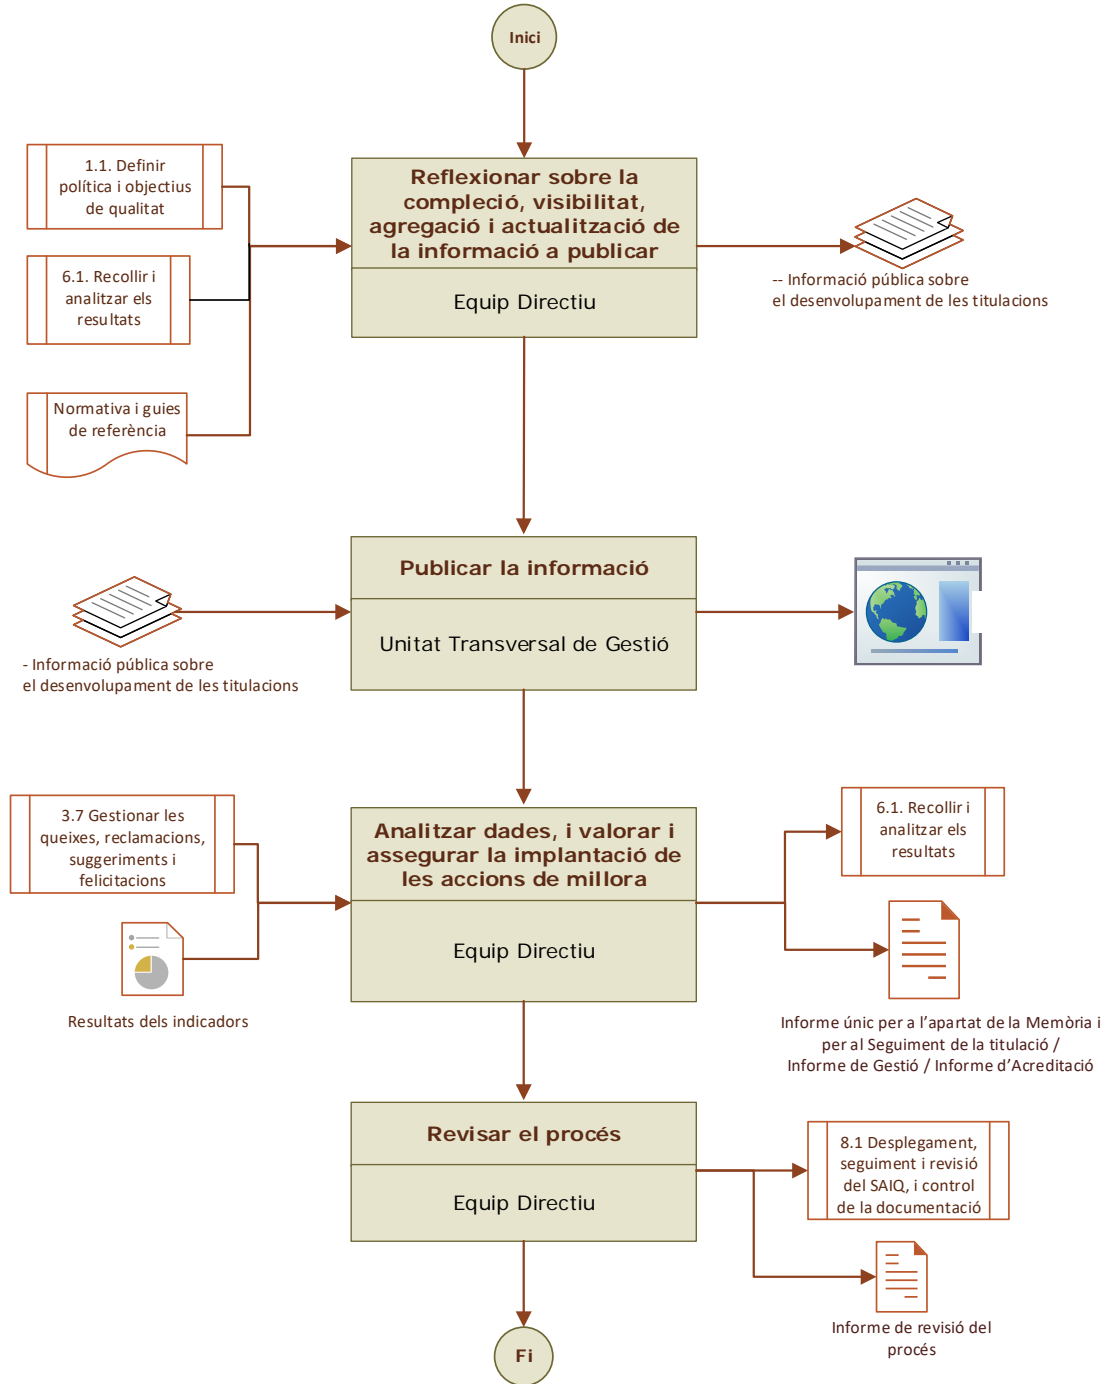 Inici
1.1. Definir
política i objectius
de qualitat
6.1. Recollir i
analitzar els
resultats
Normativa i guies
de referència
Reflexionar sobre la
compleció, visibilitat,
agregació i actualització de
la informació a publicar
Equip Directiu
-- Informació pública sobre
el desenvolupament de les titulacions
Publicar la informació
Unitat Transversal de Gestió
- Informació pública sobre
el desenvolupament de les titulacions
3.7 Gestionar les
queixes, reclamacions,
suggeriments i
felicitacions
Resultats dels indicadors
Analitzar dades, i valorar i
assegurar la implantació de
les accions de millora
Equip Directiu
6.1. Recollir i
analitzar els
resultats
Informe únic per a l’apartat de la Memòria i
per al Seguiment de la titulació /
Informe de Gestió / Informe d’Acreditació
Revisar el procés
Equip Directiu
8.1 Desplegament,
seguiment i revisió
del SAIQ, i control
de la documentació
Informe de revisió del
procés
Fi